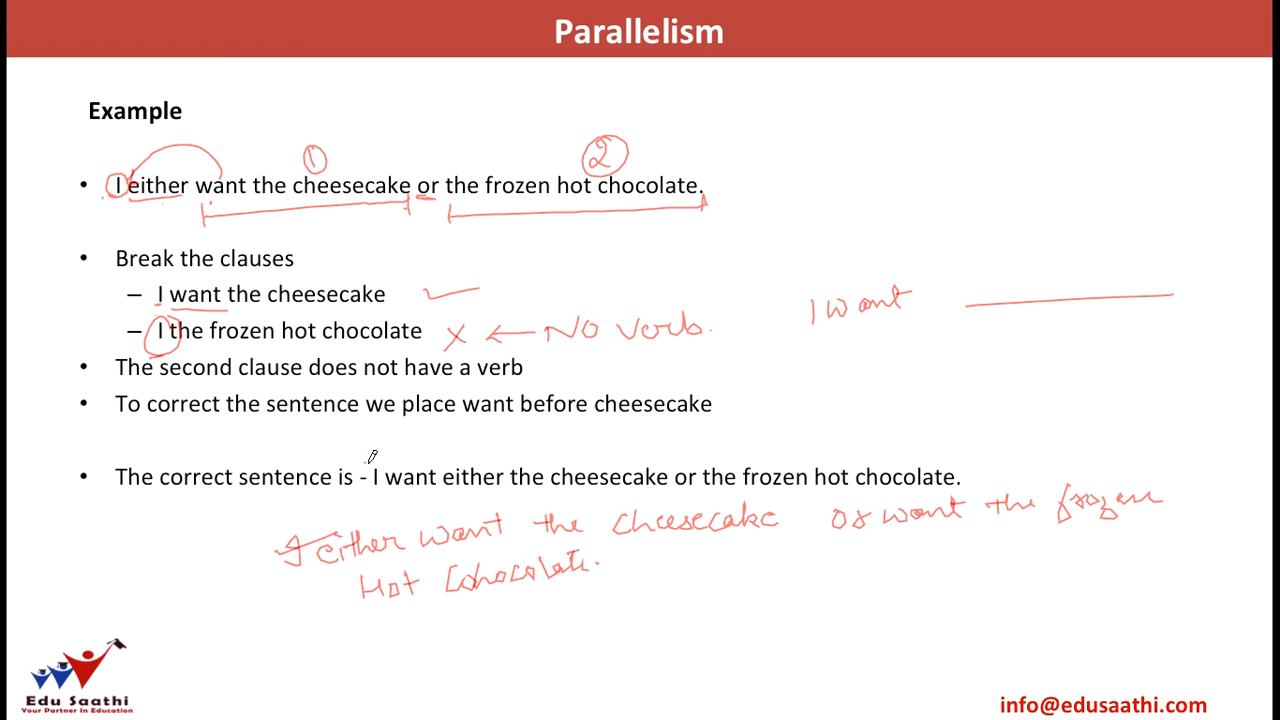 Parallelism
Example
① ②
• I either want the cheesecake or the frozen hot chocolate.
• Break the clauses
– I want the cheesecake
I want
– I the frozen hot chocolate X ← No verb.
• The second clause does not have a verb
• To correct the sentence we place want before cheesecake
• The correct sentence is - I want either the cheesecake or the frozen hot chocolate.
I either want the cheesecake or want the frozen
Hot Chocolate.
Edu Saathi
Your Partner In Education
info@edusaathi.com